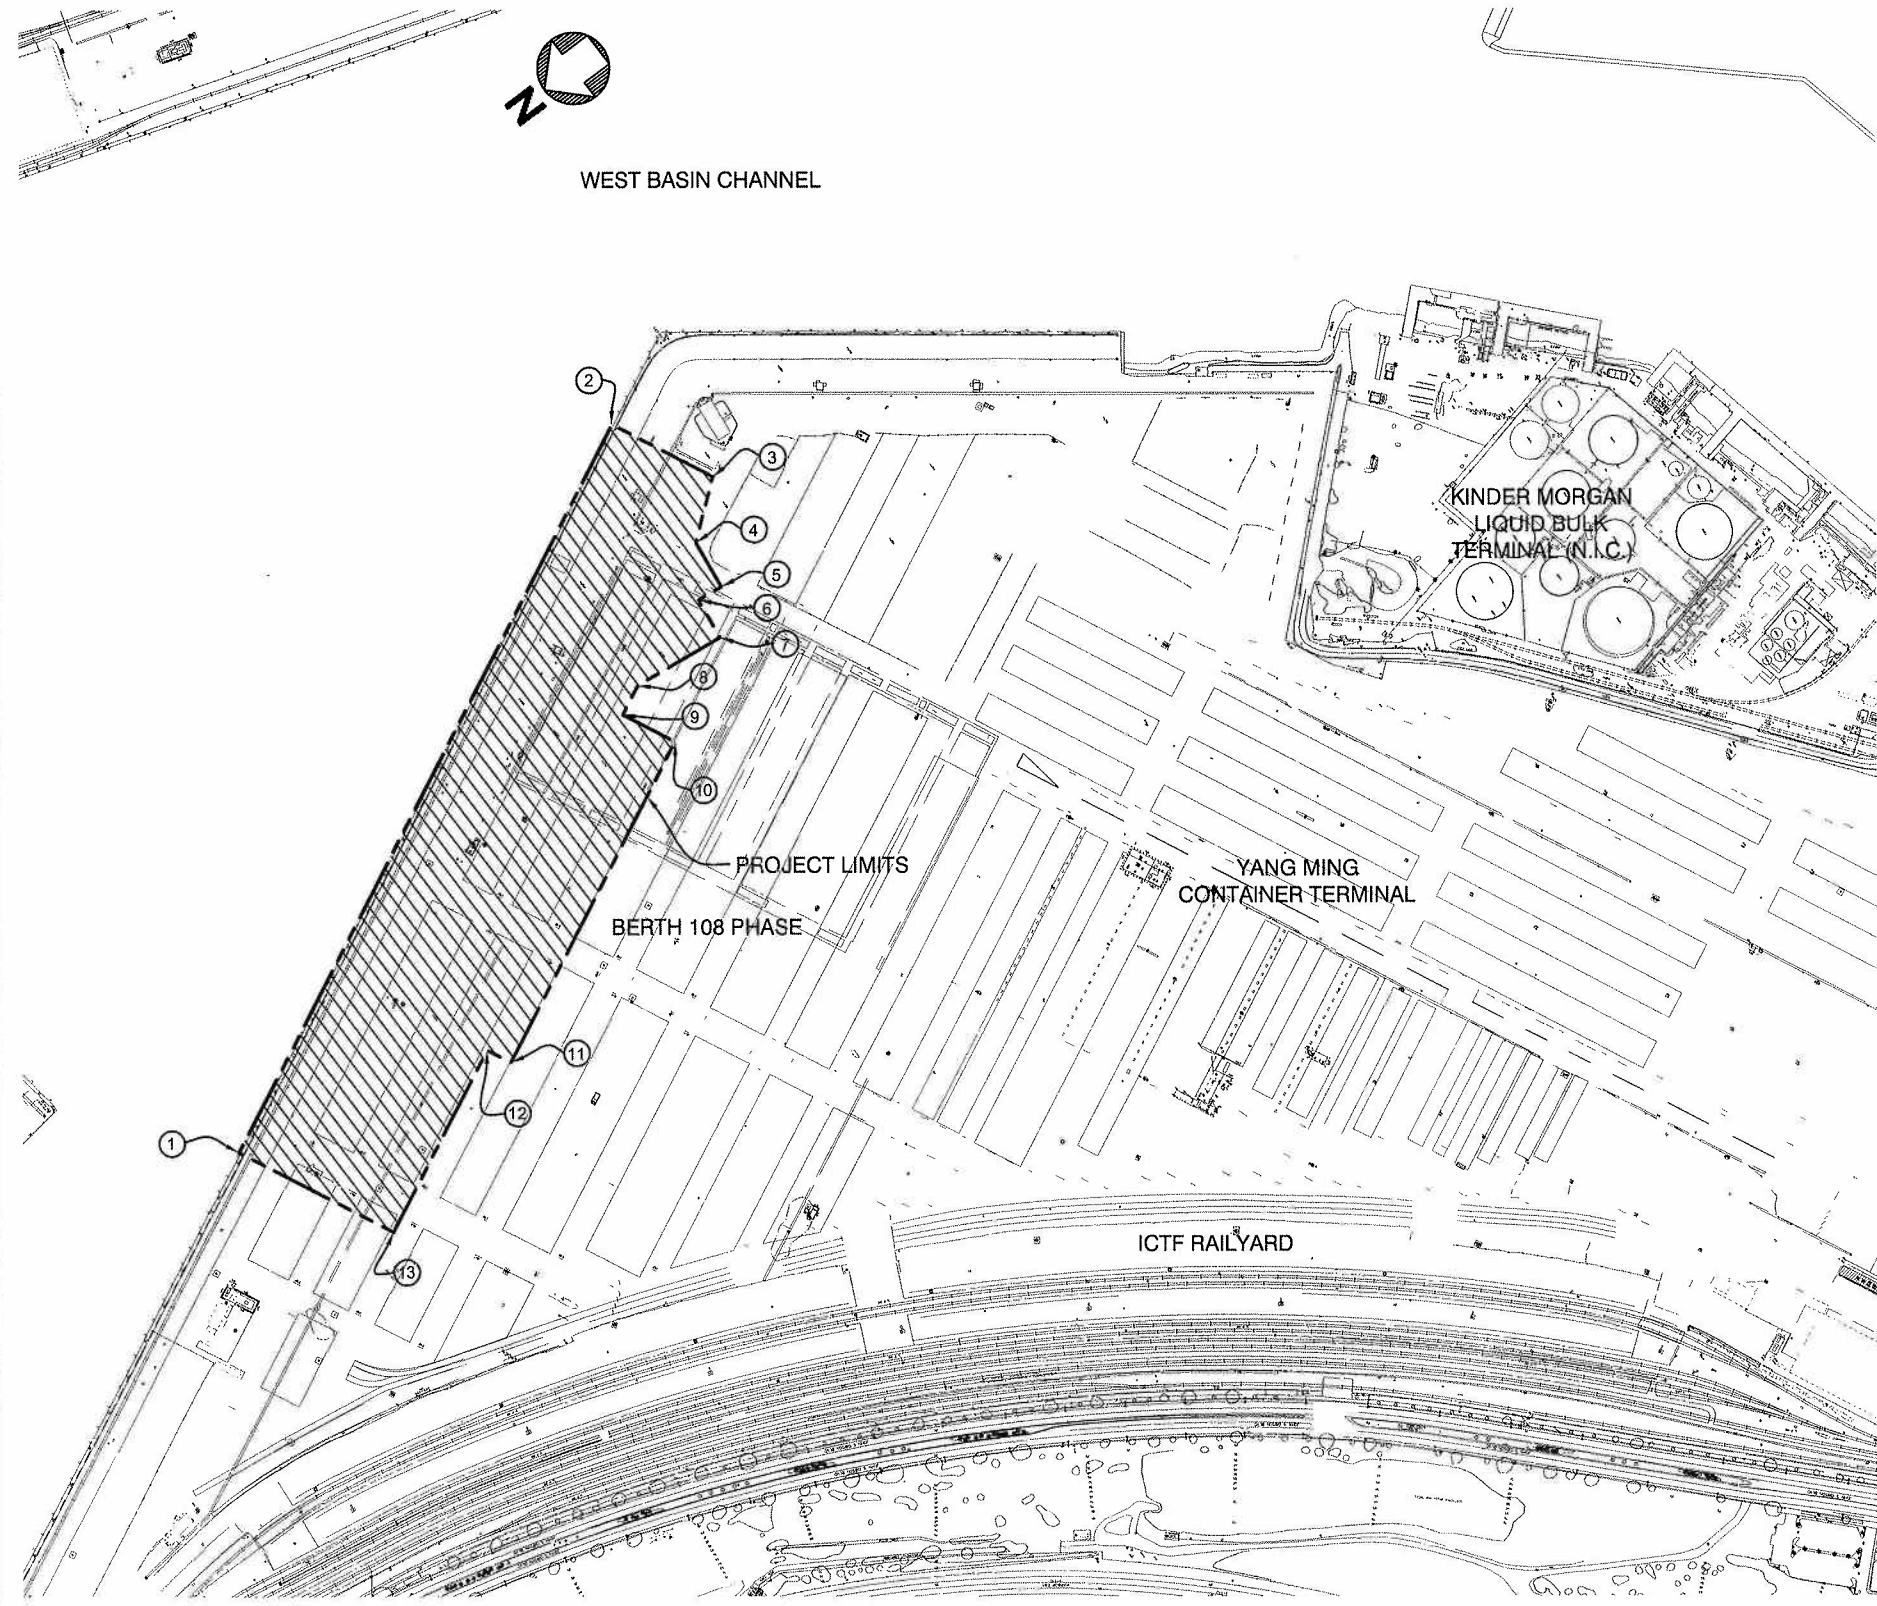 N
WEST BASIN CHANNEL
2
3
4
5
6
7
8
9
10
KINDER MORGAN
LIQUID BULK
TERMINAL (N.I.C.)
PROJECT LIMITS
BERTH 108 PHASE
YANG MING
CONTAINER TERMINAL
11
12
1
13
ICTF RAILYARD